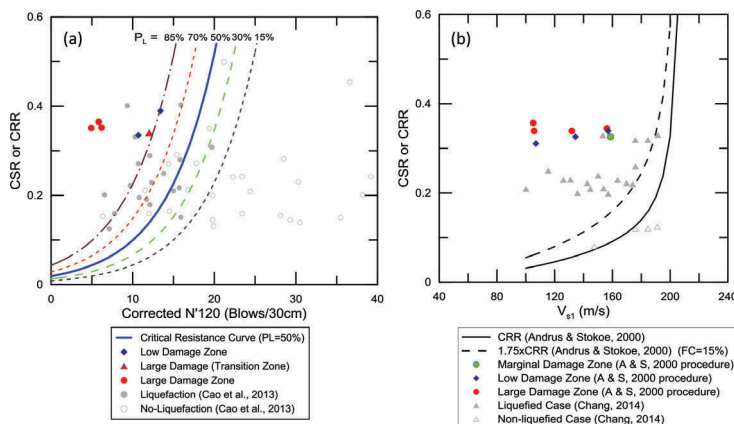 (a)
P_L = 85% 70% 50% 30% 15%
0.6
0.4
0.2
0
CSR or CRR
0 10 20 30 40
Corrected N'120 (Blows/30cm)
Critical Resistance Curve (PL=50%)
Low Damage Zone
Large Damage (Transition Zone)
Large Damage Zone
Liquefaction (Cao et al., 2013)
No-Liquefaction (Cao et al., 2013)
(b)
0.6
0.4
0.2
0
CSR or CRR
40 80 120 160 200 240
V_s1 (m/s)
CRR (Andrus & Stokoe, 2000)
1.75xCRR (Andrus & Stokoe, 2000) (FC=15%)
Marginal Damage Zone (A & S, 2000 procedure)
Low Damage Zone (A & S, 2000 procedure)
Large Damage Zone (A & S, 2000 procedure)
Liquefied Case (Chang, 2014)
Non-liquefied Case (Chang, 2014)